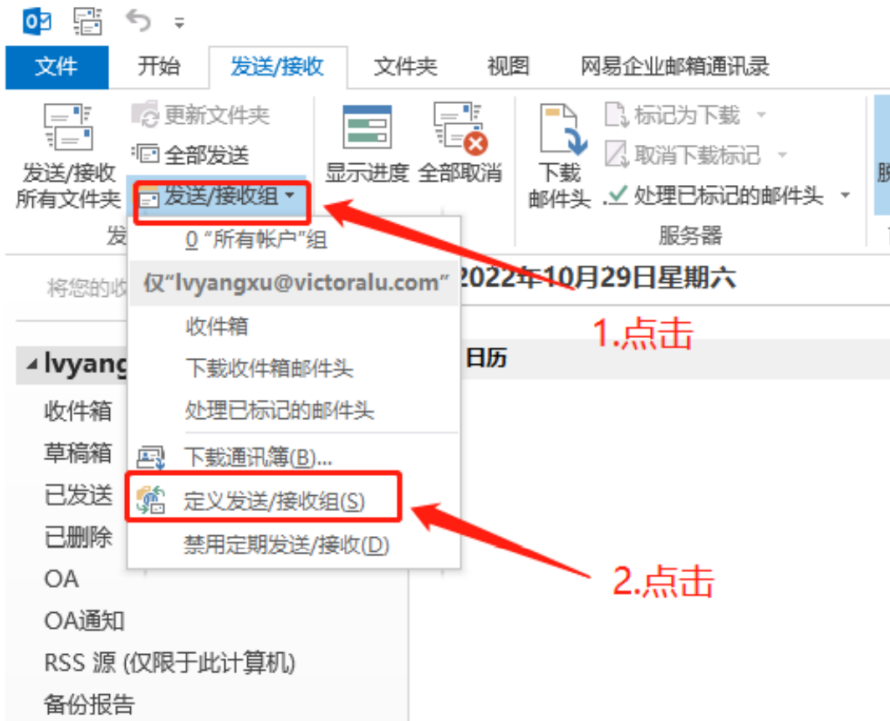 文件 开始 发送/接收 文件夹 视图 网易企业邮箱通讯录
发送/接收
所有文件夹
更新文件夹
全部发送
发送/接收组
显示进度
全部取消
下载
邮件头
标记为下载
取消下载标记
处理已标记的邮件头
服务器
0 “所有帐户”组
仅“lvyangxu@victoralu.com”
收件箱
下载收件箱邮件头
处理已标记的邮件头
下载通讯簿(B)...
定义发送/接收组(S)
禁用定期发送/接收(D)
1.点击
2.点击
将您的收
2022年10月29日星期六
日历
lvyang
收件箱
草稿箱
已发送
已删除
OA
OA通知
RSS 源 (仅限于此计算机)
备份报告